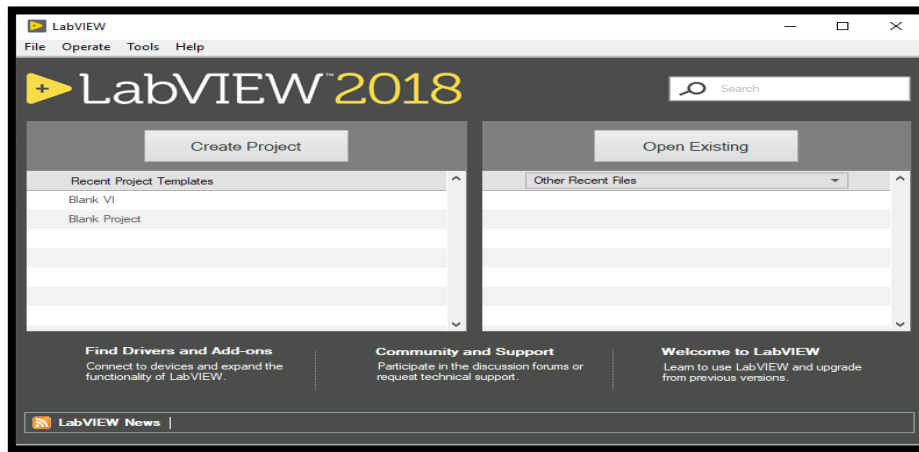 LabVIEW
File Operate Tools Help
LabVIEW™ 2018
Search
Create Project
Open Existing
Recent Project Templates
Other Recent Files
Blank VI
Blank Project
Find Drivers and Add-ons
Connect to devices and expand the
functionality of LabVIEW.
Community and Support
Participate in the discussion forums or
request technical support.
Welcome to LabVIEW
Learn to use LabVIEW and upgrade
from previous versions.
LabVIEW News |